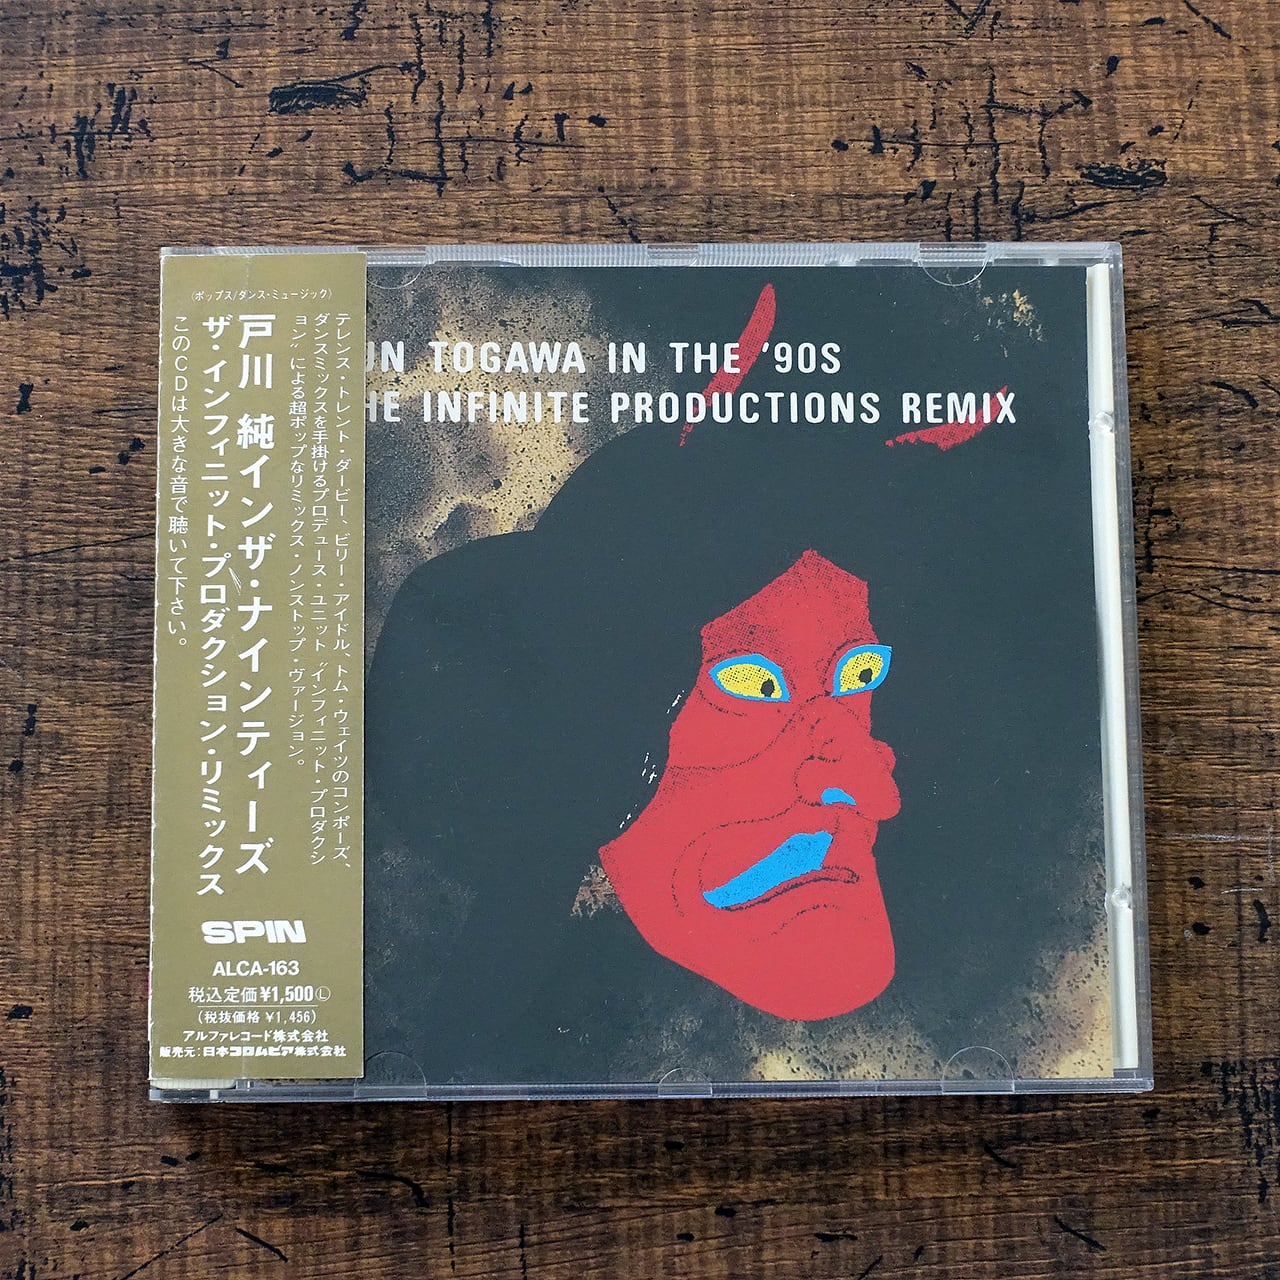 (ポップス/ダンス・ミュージック)
テレンス・トレント・ダービー、ビリー・アイドル、トム・ウェイツのコンポーズ、
ダンスミックスを手掛けるプロデュース・ユニット“インフィニット・プロダクシ
ョン”による超ポップなリミックス・ノンストップ・ヴァージョン。
戸川 純インザ・ナインティーズ
ザ・インフィニット・プロダクション・リミックス
このCDは大きな音で聴いて下さい。
SPIN
ALCA-163
税込定価¥1,500Ⓛ
(税抜価格 ¥1,456)
アルファレコード株式会社
販売元:日本コロムビア株式会社
UN TOGAWA IN THE '90S
HE INFINITE PRODUCTIONS REMIX